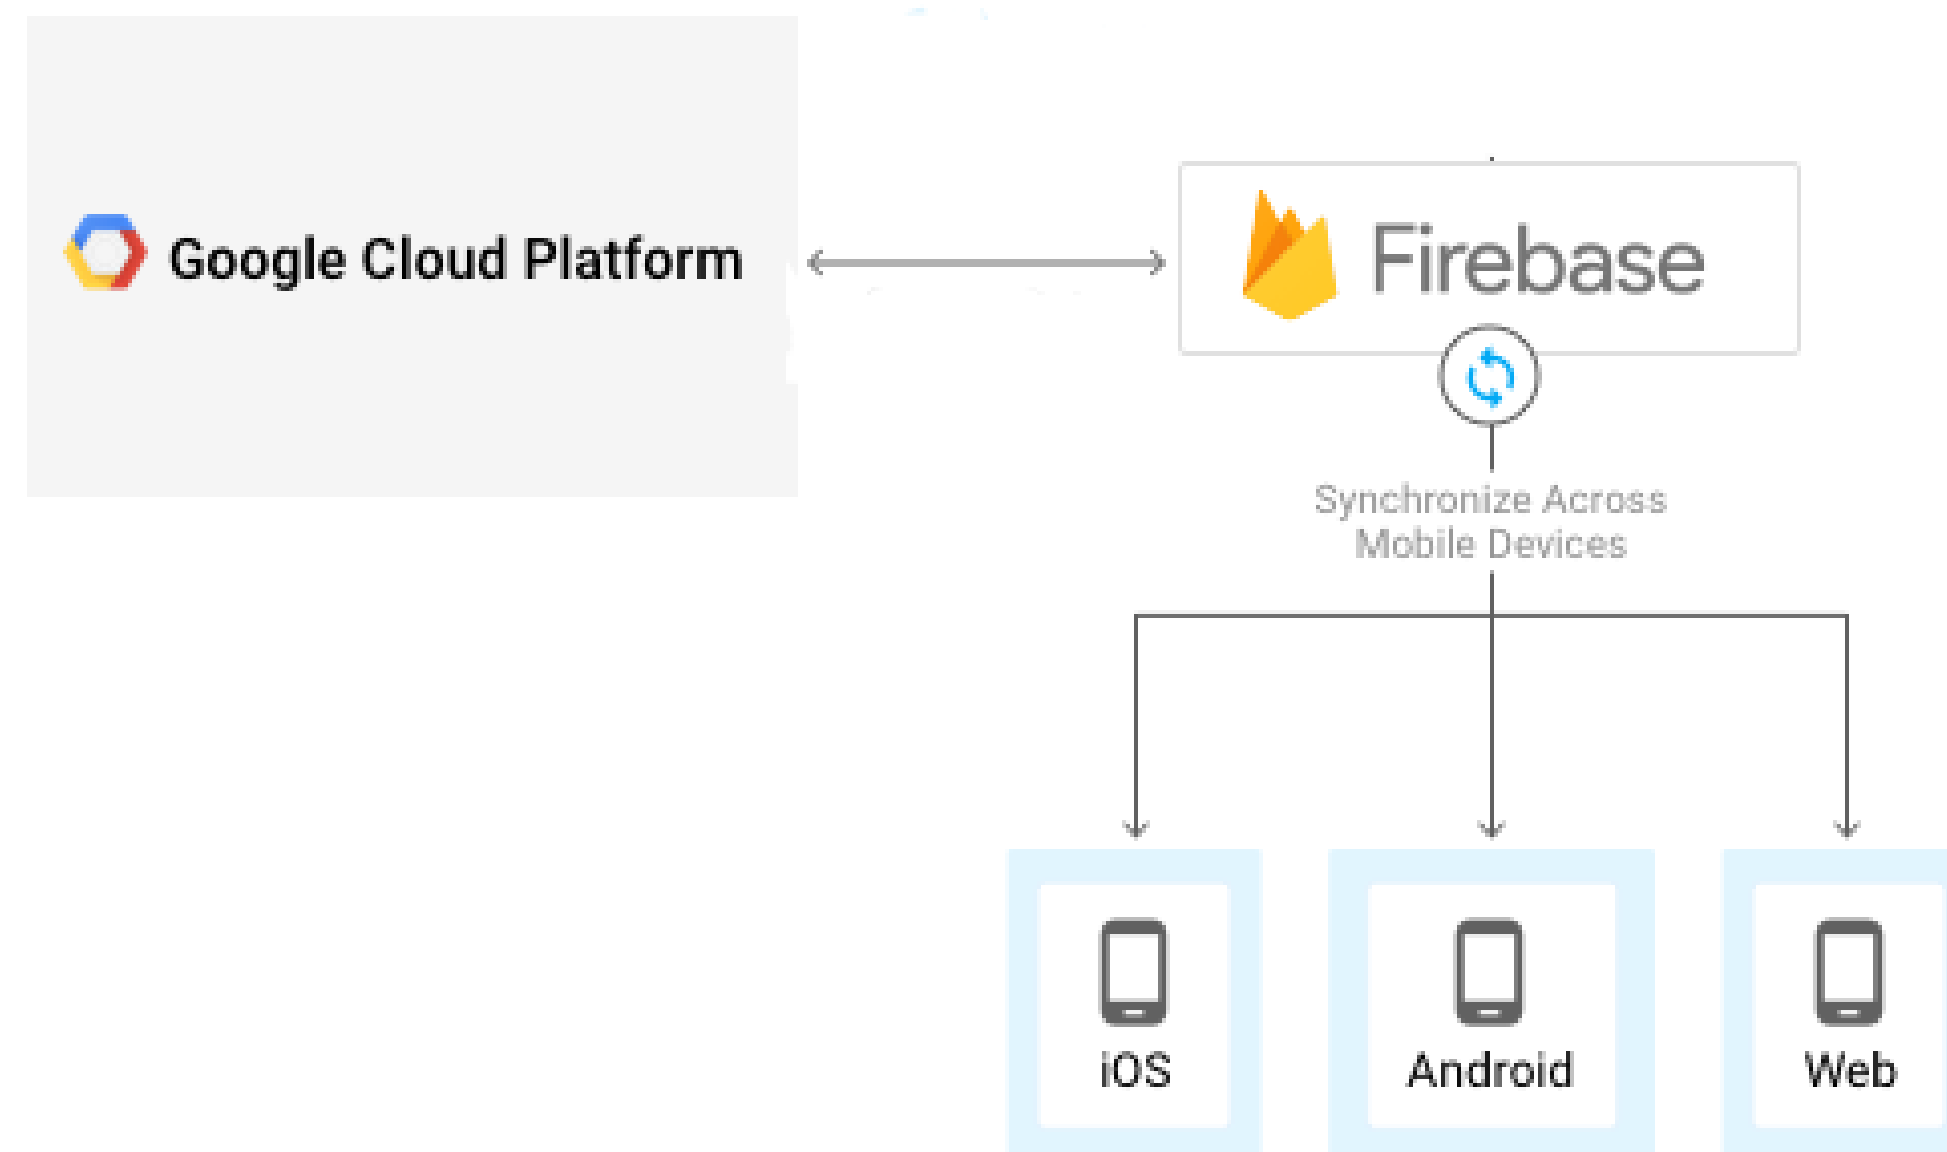 Google Cloud Platform
Firebase
Synchronize Across
Mobile Devices
iOS
Android
Web